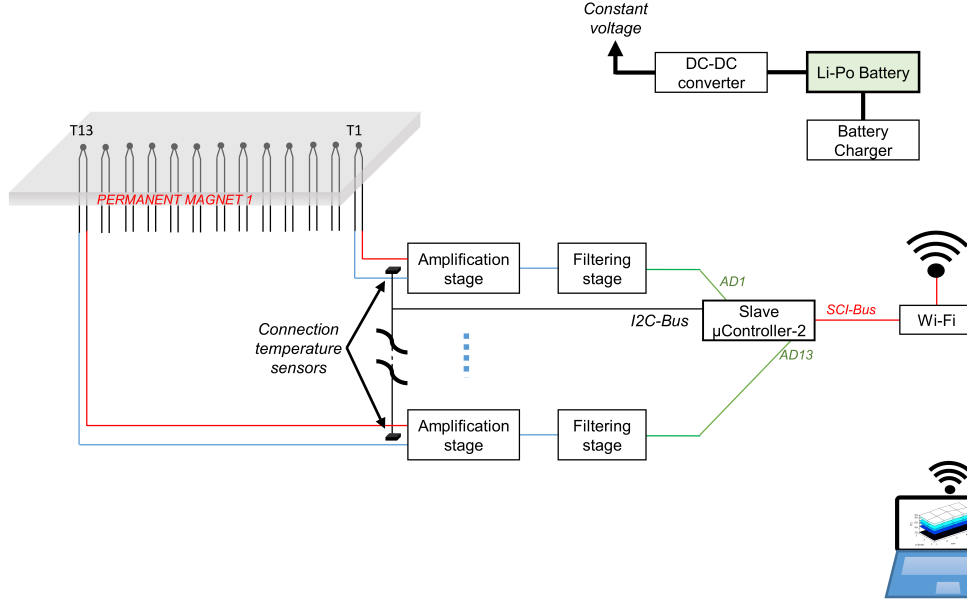 Constant
voltage
DC-DC
converter
Li-Po Battery
Battery
Charger
T13
T1
PERMANENT MAGNET 1
Amplification
stage
Filtering
stage
AD1
Connection
temperature
sensors
I2C-Bus
Slave
µController-2
SCI-Bus
Wi-Fi
AD13
Amplification
stage
Filtering
stage